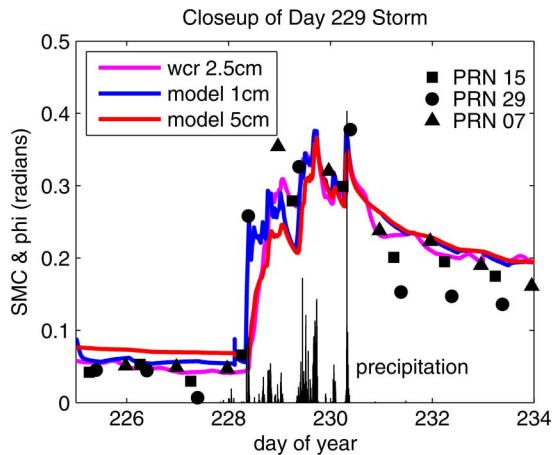 Closeup of Day 229 Storm
SMC & phi (radians)
0.5
0.4
0.3
0.2
0.1
0
wcr 2.5cm
model 1cm
model 5cm
PRN 15
PRN 29
PRN 07
precipitation
226 228 230 232 234
day of year